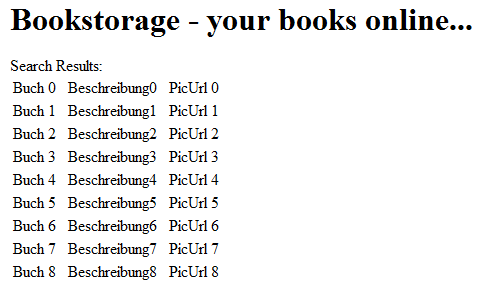 Bookstorage - your books online...
Search Results:
Buch 0 Beschreibung0 PicUrl 0
Buch 1 Beschreibung1 PicUrl 1
Buch 2 Beschreibung2 PicUrl 2
Buch 3 Beschreibung3 PicUrl 3
Buch 4 Beschreibung4 PicUrl 4
Buch 5 Beschreibung5 PicUrl 5
Buch 6 Beschreibung6 PicUrl 6
Buch 7 Beschreibung7 PicUrl 7
Buch 8 Beschreibung8 PicUrl 8